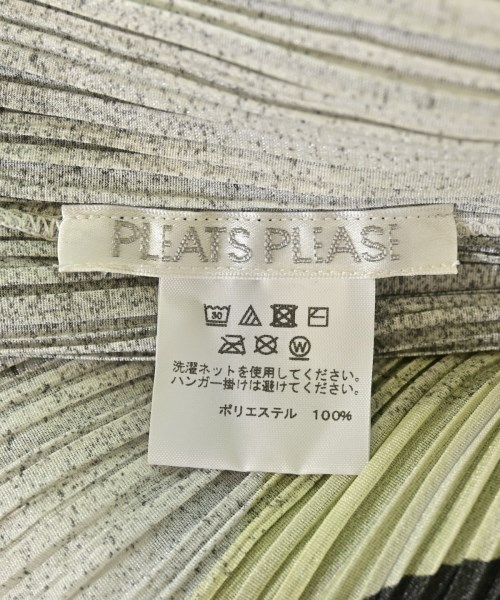 PLEATS PLEASE
30
W
洗濯ネットを使用してください。
ハンガー掛けは避けてください。
ポリエステル 100%